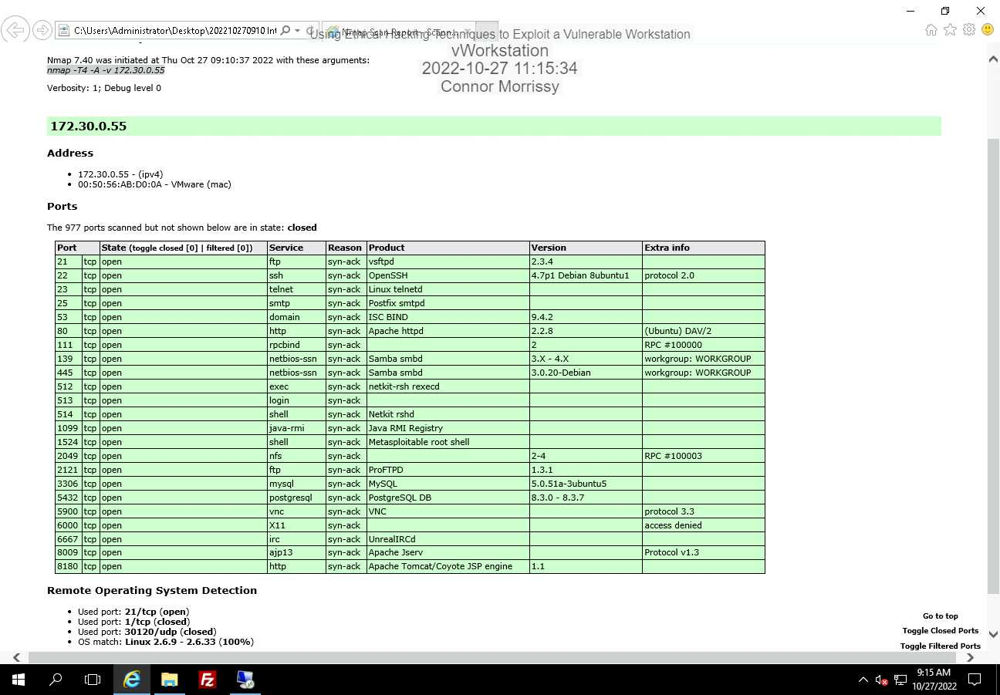 C:\Users\Administrator\Desktop\202210270910 Int
Nmap Scan Report - Scann...
Using Ethical Hacking Techniques to Exploit a Vulnerable Workstation
vWorkstation
2022-10-27 11:15:34
Connor Morrissy
Nmap 7.40 was initiated at Thu Oct 27 09:10:37 2022 with these arguments:
nmap -T4 -A -v 172.30.0.55
Verbosity: 1; Debug level 0
172.30.0.55
Address
• 172.30.0.55 - (ipv4)
• 00:50:56:AB:D0:0A - VMware (mac)
Ports
The 977 ports scanned but not shown below are in state: closed
Port State (toggle closed [0] | filtered [0]) Service Reason Product Version Extra info
21 tcp open ftp syn-ack vsftpd 2.3.4
22 tcp open ssh syn-ack OpenSSH 4.7p1 Debian 8ubuntu1 protocol 2.0
23 tcp open telnet syn-ack Linux telnetd
25 tcp open smtp syn-ack Postfix smtpd
53 tcp open domain syn-ack ISC BIND 9.4.2
80 tcp open http syn-ack Apache httpd 2.2.8 (Ubuntu) DAV/2
111 tcp open rpcbind syn-ack 2 RPC #100000
139 tcp open netbios-ssn syn-ack Samba smbd 3.X - 4.X workgroup: WORKGROUP
445 tcp open netbios-ssn syn-ack Samba smbd 3.0.20-Debian workgroup: WORKGROUP
512 tcp open exec syn-ack netkit-rsh rexecd
513 tcp open login syn-ack
514 tcp open shell syn-ack Netkit rshd
1099 tcp open java-rmi syn-ack Java RMI Registry
1524 tcp open shell syn-ack Metasploitable root shell
2049 tcp open nfs syn-ack 2-4 RPC #100003
2121 tcp open ftp syn-ack ProFTPD 1.3.1
3306 tcp open mysql syn-ack MySQL 5.0.51a-3ubuntu5
5432 tcp open postgresql syn-ack PostgreSQL DB 8.3.0 - 8.3.7
5900 tcp open vnc syn-ack VNC protocol 3.3
6000 tcp open X11 syn-ack access denied
6667 tcp open irc syn-ack UnrealIRCd
8009 tcp open ajp13 syn-ack Apache Jserv Protocol v1.3
8180 tcp open http syn-ack Apache Tomcat/Coyote JSP engine 1.1
Remote Operating System Detection
• Used port: 21/tcp (open)
• Used port: 1/tcp (closed)
• Used port: 30120/udp (closed)
• OS match: Linux 2.6.9 - 2.6.33 (100%)
Go to top
Toggle Closed Ports
Toggle Filtered Ports
9:15 AM
10/27/2022